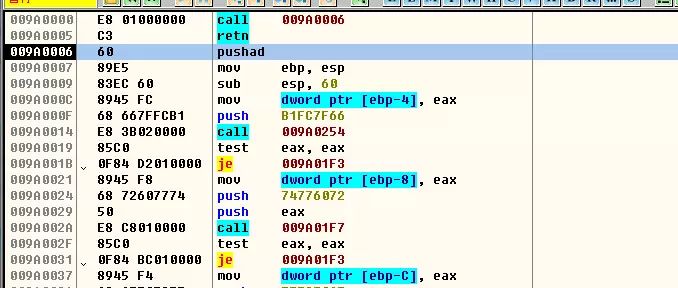 009A0000 E8 01000000 call 009A0006
009A0005 C3 retn
009A0006 60 pushad
009A0007 89E5 mov ebp, esp
009A0009 83EC 60 sub esp, 60
009A000C 8945 FC mov dword ptr [ebp-4], eax
009A000F 68 667FFCB1 push B1FC7F66
009A0014 E8 3B020000 call 009A0254
009A0019 85C0 test eax, eax
009A001B 0F84 D2010000 je 009A01F3
009A0021 8945 F8 mov dword ptr [ebp-8], eax
009A0024 68 72607774 push 74776072
009A0029 50 push eax
009A002A E8 C8010000 call 009A01F7
009A002F 85C0 test eax, eax
009A0031 0F84 BC010000 je 009A01F3
009A0037 8945 F4 mov dword ptr [ebp-C], eax